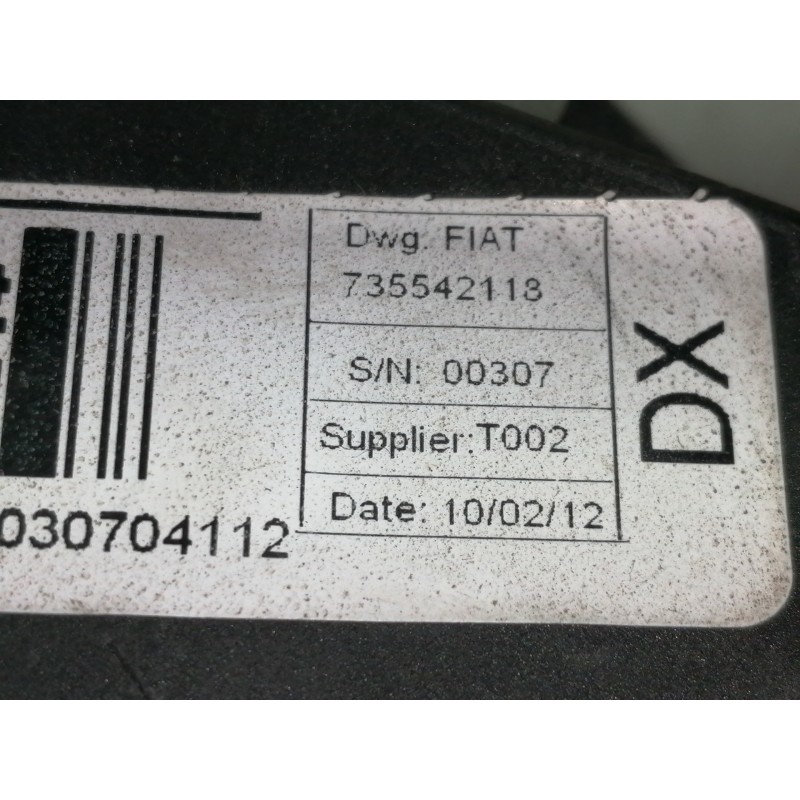 Dwg. FIAT
735542118
S/N: 00307
Supplier:T002
Date: 10/02/12
DX
030704112